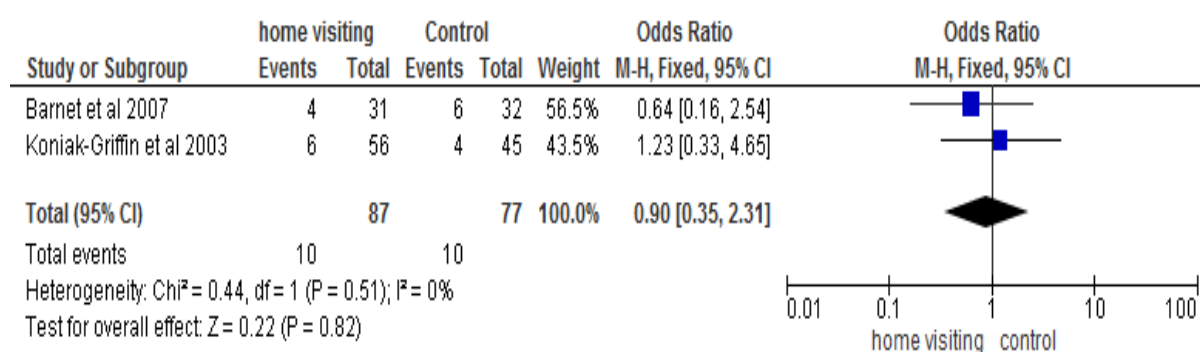 home visiting Control Odds Ratio Odds Ratio
Study or Subgroup Events Total Events Total Weight M-H, Fixed, 95% CI M-H, Fixed, 95% CI
Barnet et al 2007 4 31 6 32 56.5% 0.64 [0.16, 2.54]
Koniak-Griffin et al 2003 6 56 4 45 43.5% 1.23 [0.33, 4.65]
Total (95% CI) 87 77 100.0% 0.90 [0.35, 2.31]
Total events 10 10
Heterogeneity: Chi² = 0.44, df = 1 (P = 0.51); I² = 0%
Test for overall effect: Z = 0.22 (P = 0.82)
0.01 0.1 1 10 100
home visiting control